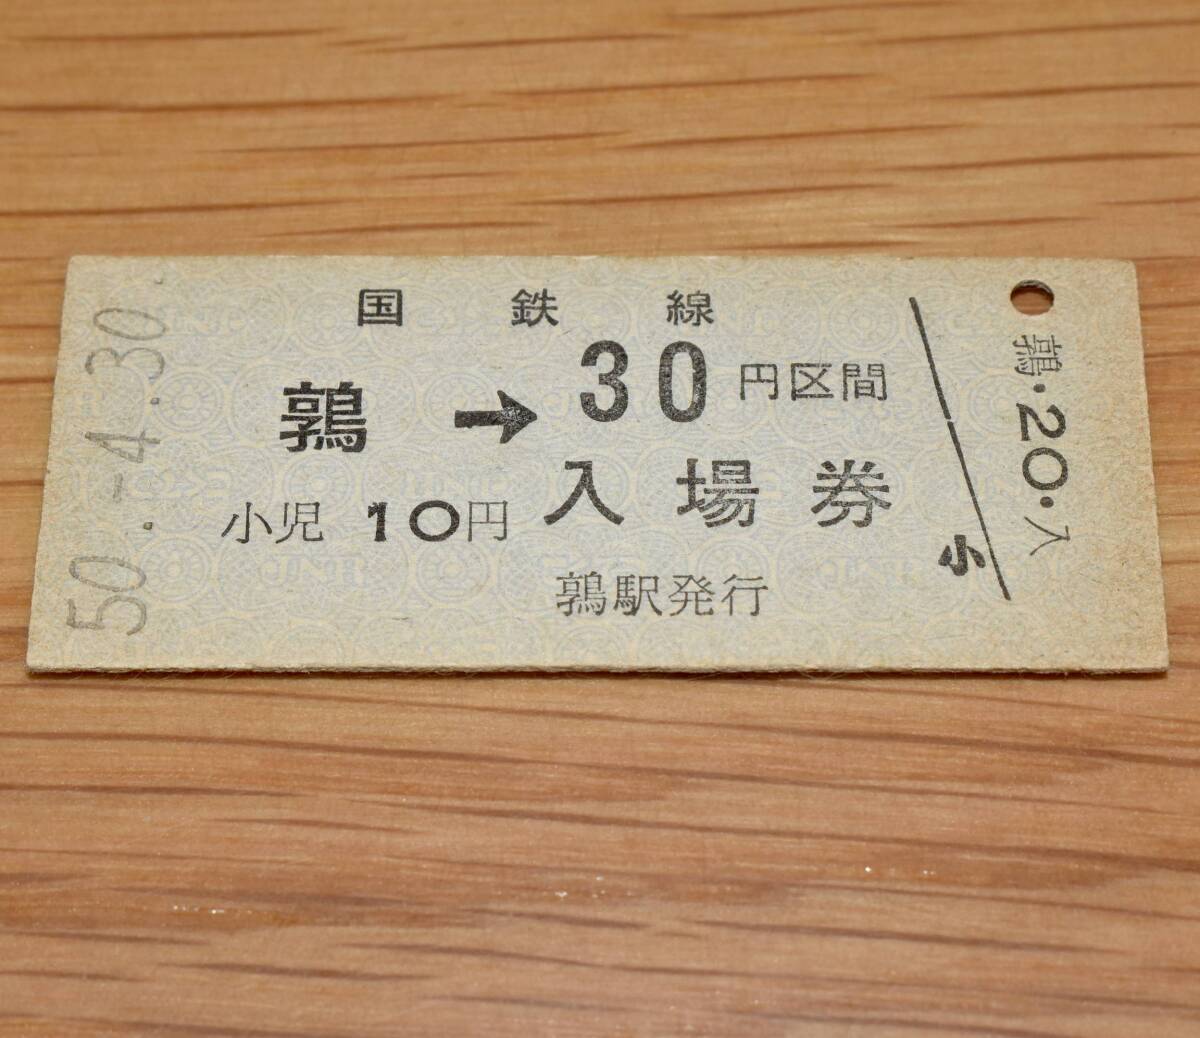 国鉄線
鶉 → 30円区間
入場券
小児 10円
鶉駅発行
50.-4.30.
鶉・20・入
小